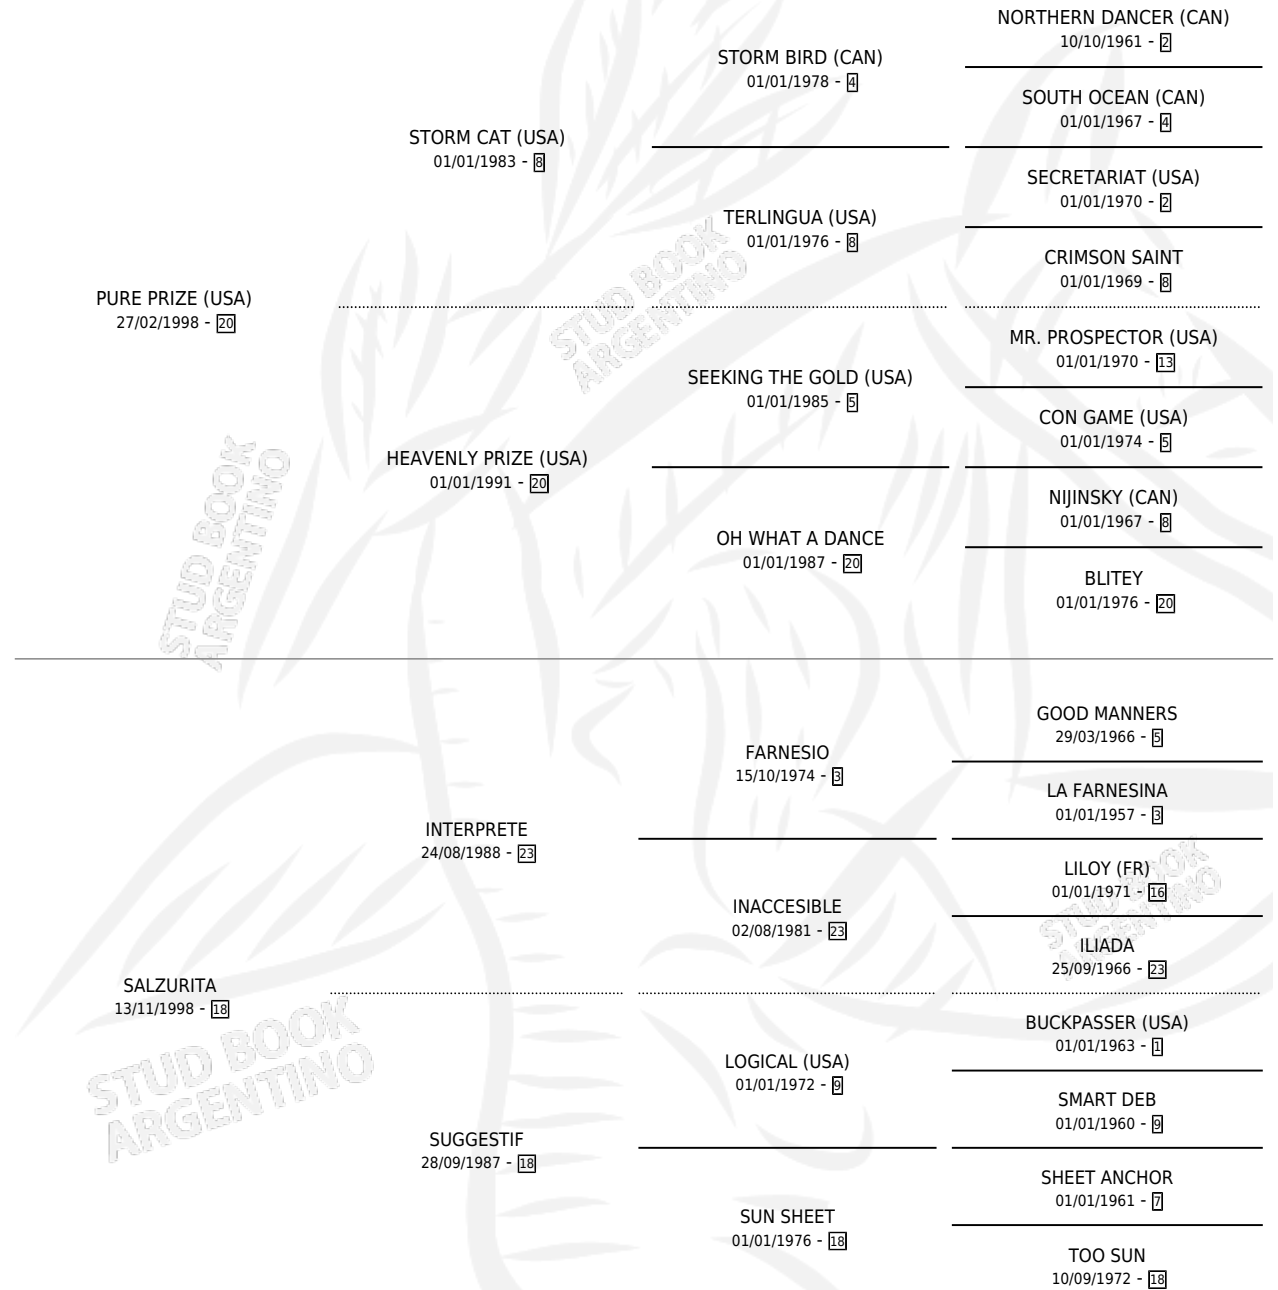 NORTHERN DANCER (CAN)
10/10/1961 - 2
STORM BIRD (CAN)
01/01/1978 - 4
SOUTH OCEAN (CAN)
01/01/1967 - 4
STORM CAT (USA)
01/01/1983 - 8
SECRETARIAT (USA)
01/01/1970 - 2
TERLINGUA (USA)
01/01/1976 - 8
CRIMSON SAINT
01/01/1969 - 8
PURE PRIZE (USA)
27/02/1998 - 20
MR. PROSPECTOR (USA)
01/01/1970 - 13
SEEKING THE GOLD (USA)
01/01/1985 - 5
CON GAME (USA)
01/01/1974 - 5
HEAVENLY PRIZE (USA)
01/01/1991 - 20
NIJINSKY (CAN)
01/01/1967 - 8
OH WHAT A DANCE
01/01/1987 - 20
BLITEY
01/01/1976 - 20
GOOD MANNERS
29/03/1966 - 5
FARNESIO
15/10/1974 - 3
LA FARNESINA
01/01/1957 - 3
INTERPRETE
24/08/1988 - 23
LILOY (FR)
01/01/1971 - 16
INACCESIBLE
02/08/1981 - 23
ILIADA
25/09/1966 - 23
SALZURITA
13/11/1998 - 18
BUCKPASSER (USA)
01/01/1963 - 1
LOGICAL (USA)
01/01/1972 - 9
SMART DEB
01/01/1960 - 9
SUGGESTIF
28/09/1987 - 18
SHEET ANCHOR
01/01/1961 - 7
SUN SHEET
01/01/1976 - 18
TOO SUN
10/09/1972 - 18
STUD BOOK
ARGENTINO
STUD BOOK
ARGENTINO
STUD BOOK
ARGENTINO
STUD BOOK
ARGENTINO